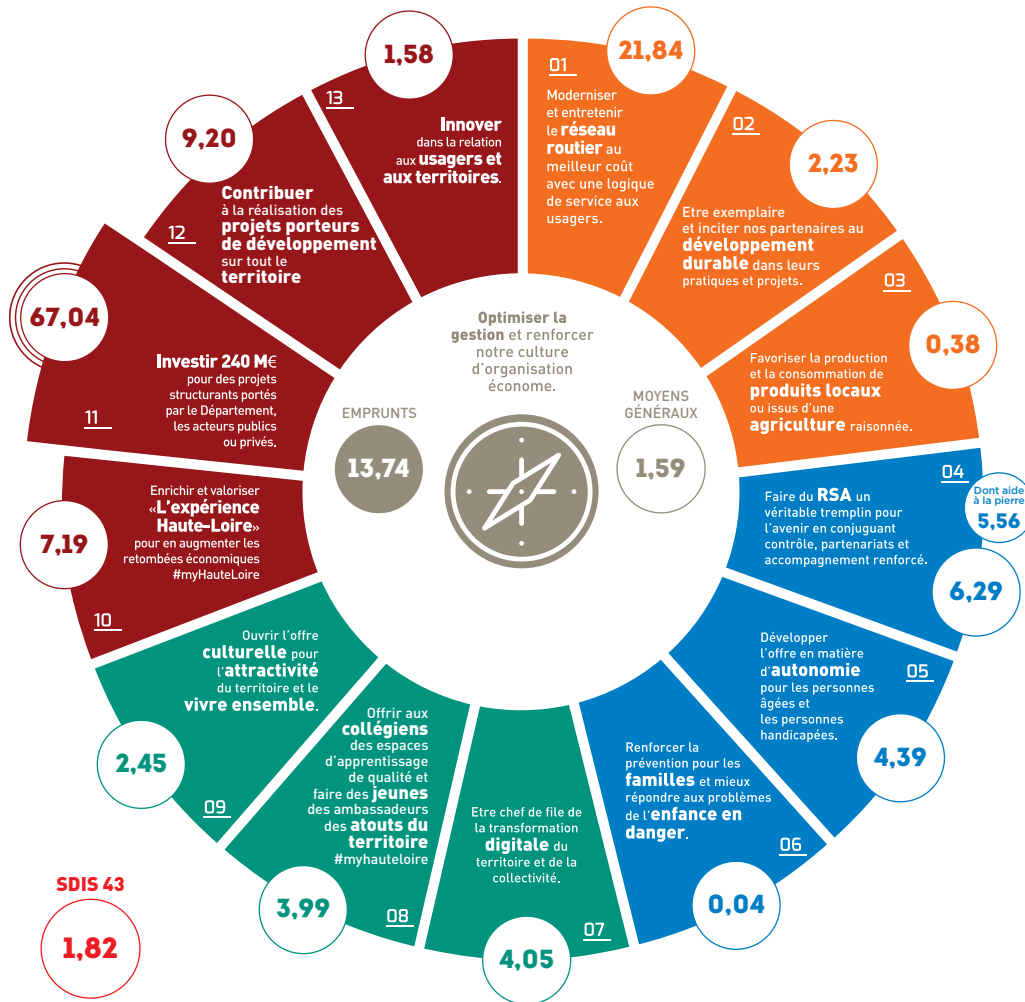 01
21,84
Moderniser
et entretenir
le réseau
routier au
meilleur coût
avec une logique
de service aux
usagers.
02
2,23
Etre exemplaire
et inciter nos partenaires au
développement
durable dans leurs
pratiques et projets.
03
0,38
Favoriser la production
et la consommation de
produits locaux
ou issus d'une
agriculture raisonnée.
04
Dont aide
à la pierre
5,56
6,29
Faire du RSA un
véritable tremplin pour
l'avenir en conjuguant
contrôle, partenariats et
accompagnement renforcé.
05
4,39
Développer
l'offre en matière
d'autonomie
pour les personnes
âgées et
les personnes
handicapées.
06
0,04
Renforcer la
prévention pour les
familles et mieux
répondre aux problèmes
de l'enfance en
danger.
07
4,05
Etre chef de file de
la transformation
digitale du
territoire et de la
collectivité.
08
3,99
Offrir aux
collégiens
des espaces
d'apprentissage
de qualité et
faire des jeunes
des ambassadeurs
des atouts du
territoire
#myhauteloire
09
2,45
Ouvrir l'offre
culturelle pour
l'attractivité
du territoire et le
vivre ensemble.
10
7,19
Enrichir et valoriser
«L'expérience
Haute-Loire»
pour en augmenter les
retombées économiques
#myHauteLoire
11
67,04
Investir 240 M€
pour des projets
structurants portés
par le Département,
les acteurs publics
ou privés.
12
9,20
Contribuer
à la réalisation des
projets porteurs
de développement
sur tout le
territoire
13
1,58
Innover
dans la relation
aux usagers et
aux territoires.
Optimiser la
gestion et renforcer
notre culture
d'organisation
économe.
EMPRUNTS
13,74
MOYENS
GÉNÉRAUX
1,59
SDIS 43
1,82